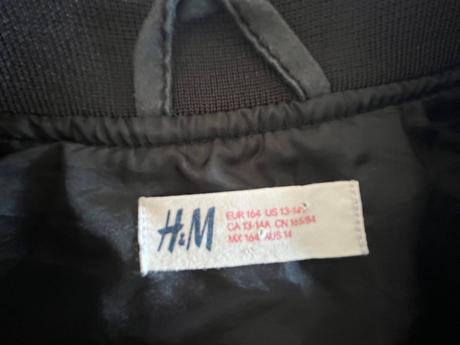 H&M
EUR 164 US 13-14Y
CA 13-14A CN 165/84
MX 164 AUS 14